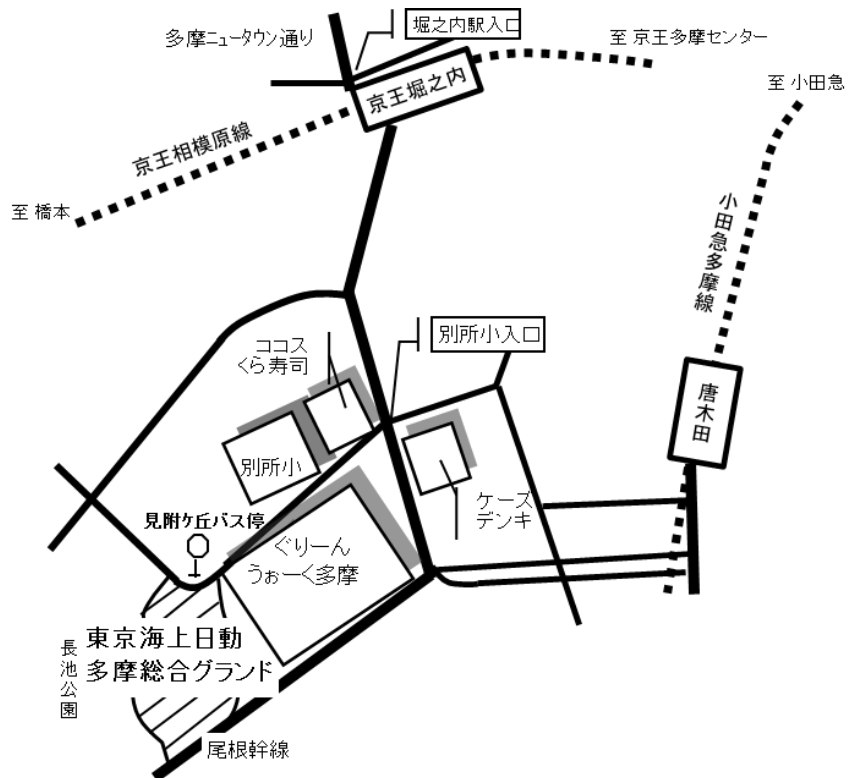 多摩ニュータウン通り
堀之内駅入口
至 京王多摩センター
京王堀之内
至 小田急
京王相模原線
至 橋本
小田急多摩線
ココス
くら寿司
別所小入口
唐木田
別所小
ケーズ
デンキ
見附ケ丘バス停
ぐりーん
うぉーく多摩
長池公園
東京海上日動
多摩総合グランド
尾根幹線